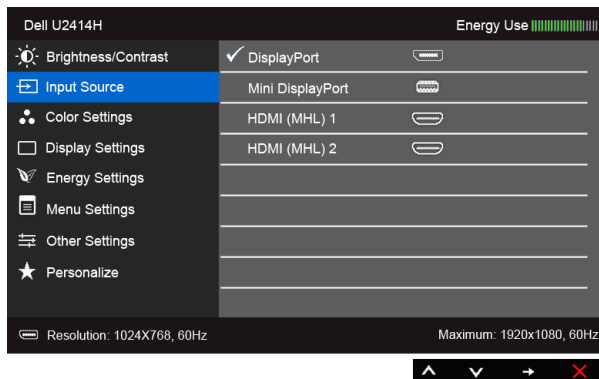 Dell U2414H Energy Use
Brightness/Contrast DisplayPort
Input Source Mini DisplayPort
Color Settings HDMI (MHL) 1
Display Settings HDMI (MHL) 2
Energy Settings
Menu Settings
Other Settings
Personalize
Resolution: 1024X768, 60Hz Maximum: 1920x1080, 60Hz